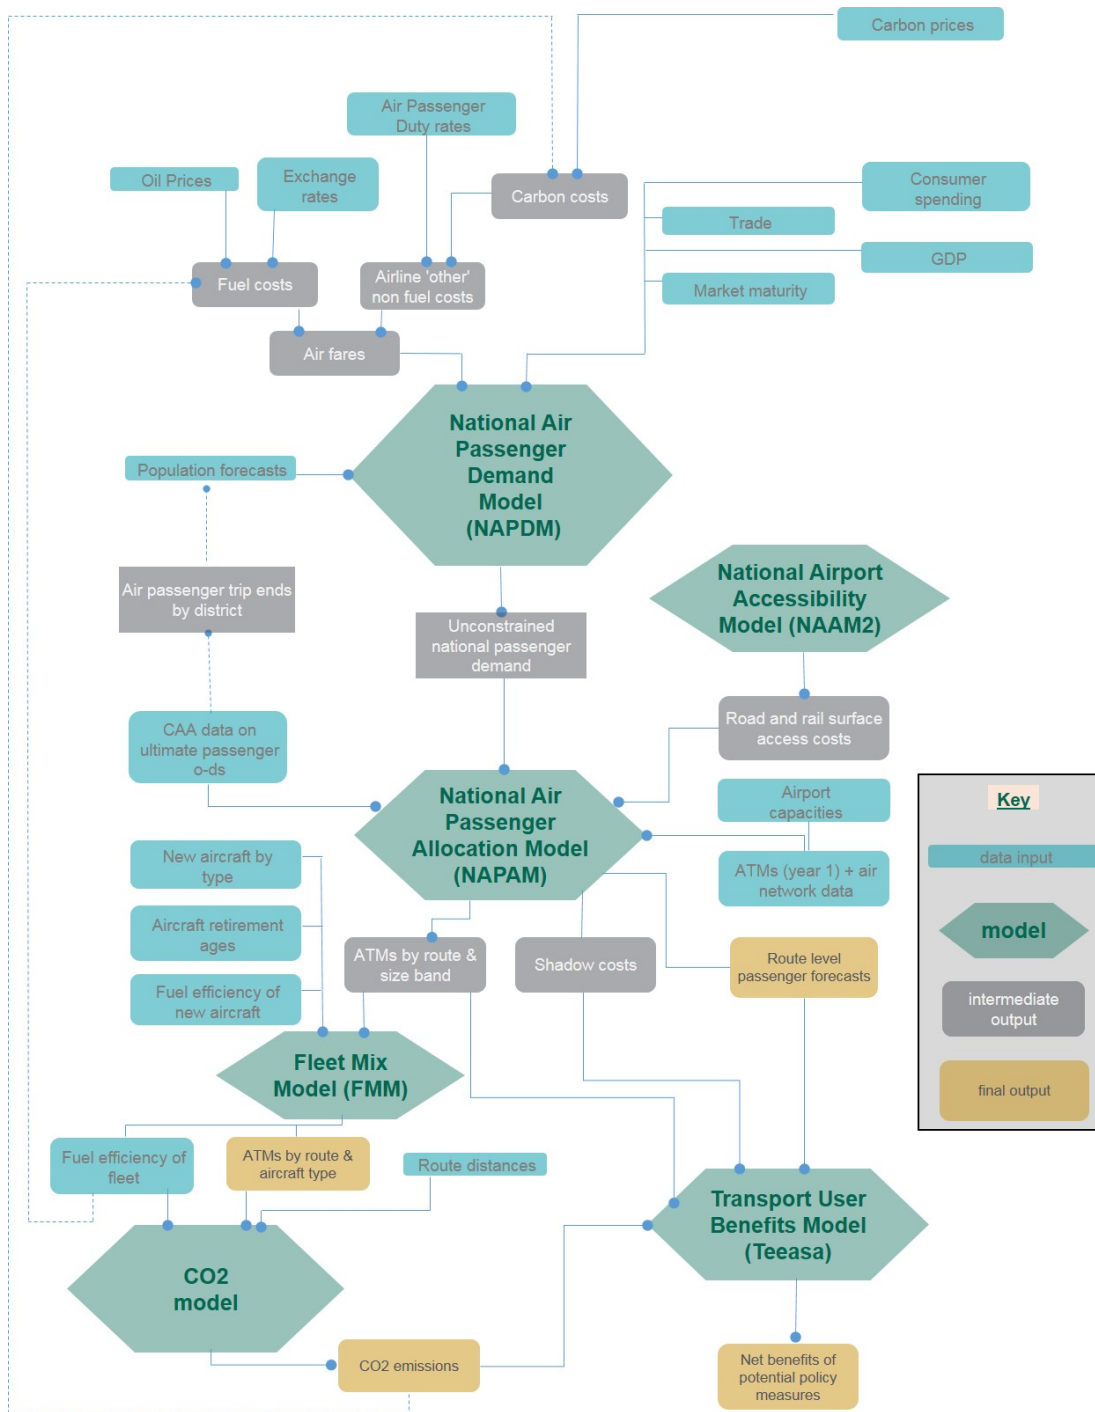 Carbon prices
Air Passenger
Duty rates
Oil Prices
Exchange
rates
Carbon costs
Consumer
spending
Trade
GDP
Market maturity
Fuel costs
Airline 'other'
non fuel costs
Air fares
National Air
Passenger
Demand
Model
(NAPDM)
Population forecasts
Air passenger trip ends
by district
Unconstrained
national passenger
demand
National Airport
Accessibility
Model (NAAM2)
CAA data on
ultimate passenger
o-ds
Road and rail surface
access costs
National Air
Passenger
Allocation Model
(NAPAM)
Airport
capacities
ATMs (year 1) + air
network data
New aircraft by
type
Aircraft retirement
ages
Fuel efficiency of
new aircraft
ATMs by route &
size band
Shadow costs
Route level
passenger forecasts
Fleet Mix
Model (FMM)
Fuel efficiency of
fleet
ATMs by route &
aircraft type
Route distances
Transport User
Benefits Model
(Teeasa)
CO2
model
CO2 emissions
Net benefits of
potential policy
measures
Key
data input
model
intermediate
output
final output